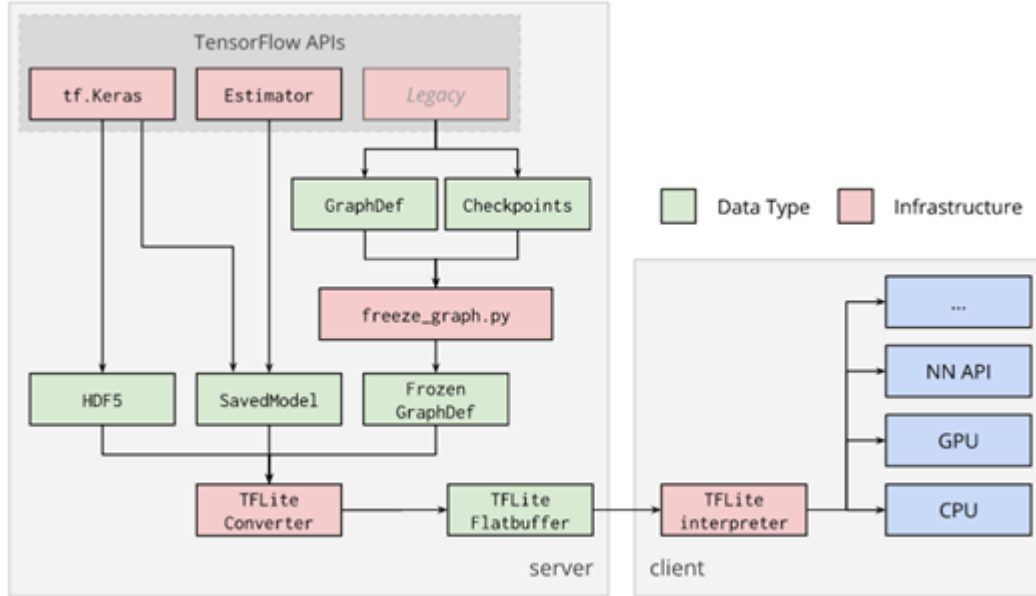 TensorFlow APIs
tf.Keras
Estimator
Legacy
GraphDef
Checkpoints
Data Type
Infrastructure
freeze_graph.py
...
NN API
HDF5
SavedModel
Frozen
GraphDef
GPU
TFLite
Converter
TFLite
Flatbuffer
TFLite
interpreter
CPU
server
client